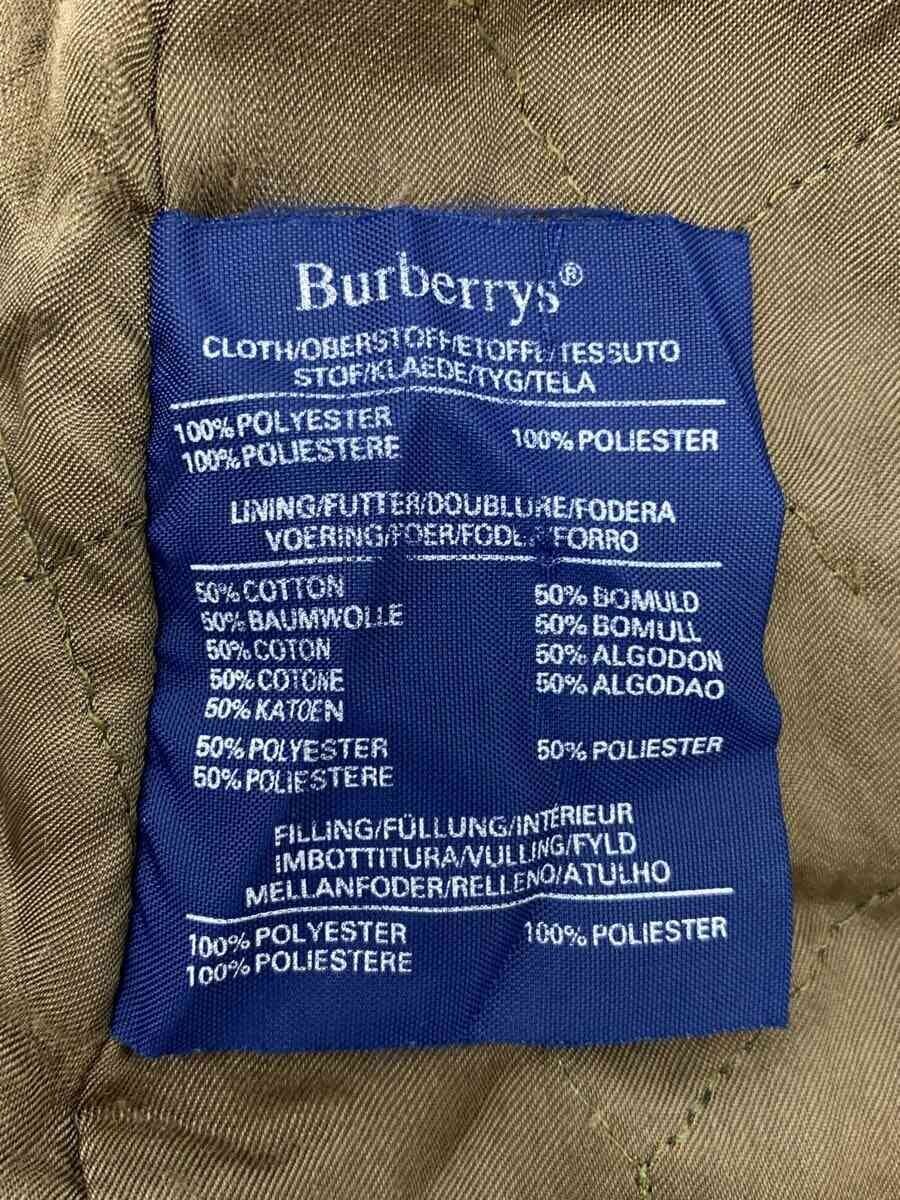 Burberrys®
CLOTH/OBERSTOFF/ETOFFE/TESSUTO
STOF/KLAEDE/TYG/TELA
100% POLYESTER
100% POLIESTERE
100% POLIESTER
LINING/FUTTER/DOUBLURE/FODERA
VOERING/FOER/FODER/FORRO
50% COTTON
50% BAUMWOLLE
50% COTON
50% COTONE
50% KATOEN
50% BOMULD
50% BOMULL
50% ALGODON
50% ALGODAO
50% POLYESTER
50% POLIESTERE
50% POLIESTER
FILLING/FÜLLUNG/INTÉRIEUR
IMBOTTITURA/VULLING/FYLD
MELLANFODER/RELLENO/ATULHO
100% POLYESTER
100% POLIESTERE
100% POLIESTER